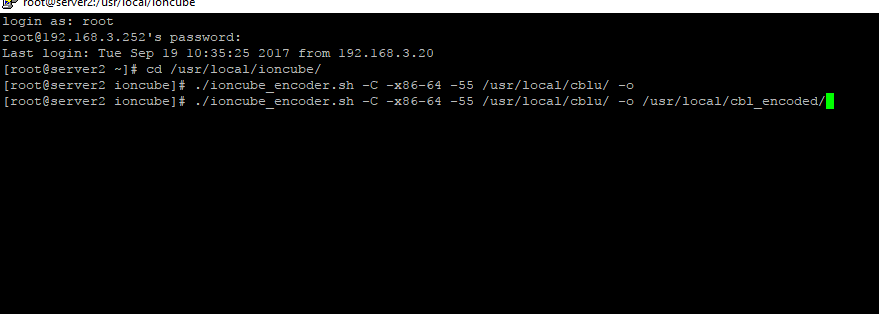 root@server2:/usr/local/ioncube
login as: root
root@192.168.3.252's password:
Last login: Tue Sep 19 10:35:25 2017 from 192.168.3.20
[root@server2 ~]# cd /usr/local/ioncube/
[root@server2 ioncube]# ./ioncube_encoder.sh -C -x86-64 -55 /usr/local/cblu/ -o
[root@server2 ioncube]# ./ioncube_encoder.sh -C -x86-64 -55 /usr/local/cblu/ -o /usr/local/cbl_encoded/